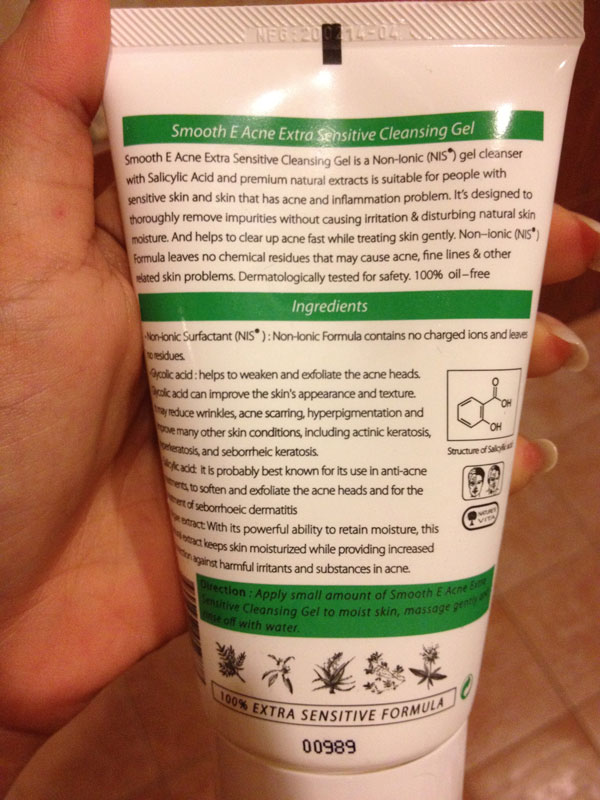 MFG:200214-04
Smooth E Acne Extra Sensitive Cleansing Gel
Smooth E Acne Extra Sensitive Cleansing Gel is a Non-Ionic (NIS*) gel cleanser
with Salicylic Acid and premium natural extracts is suitable for people with
sensitive skin and skin that has acne and inflammation problem. It's designed to
thoroughly remove impurities without causing irritation & disturbing natural skin
moisture. And helps to clear up acne fast while treating skin gently. Non-ionic (NIS*)
Formula leaves no chemical residues that may cause acne, fine lines & other
related skin problems. Dermatologically tested for safety. 100% oil-free
Ingredients
-Non-ionic Surfactant (NIS*) : Non-Ionic Formula contains no charged ions and leaves
no residues.
-Glycolic acid : helps to weaken and exfoliate the acne heads.
Glycolic acid can improve the skin's appearance and texture.
may reduce wrinkles, acne scarring, hyperpigmentation and
many other skin conditions, including actinic keratosis,
and seborrheic keratosis.
acid: it is probably best known for its use in anti-acne
to soften and exfoliate the acne heads and for the
of seborrhoeic dermatitis
extract: With its powerful ability to retain moisture, this
extract keeps skin moisturized while providing increased
against harmful irritants and substances in acne.
O
OH
OH
Structure of Salicylic acid
NATURE'S
VITA
Direction : Apply small amount of Smooth E Acne Extra
Sensitive Cleansing Gel to moist skin, massage gently and
rinse off with water.
100% EXTRA SENSITIVE FORMULA
00989